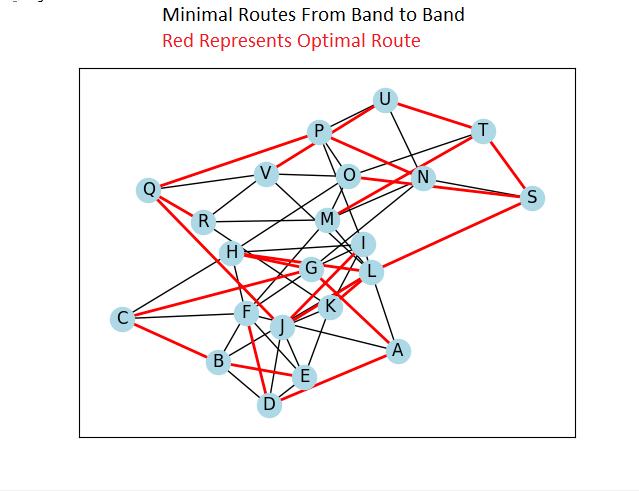 Minimal Routes From Band to Band
Red Represents Optimal Route
U
P
T
V
O
N
Q
S
R
M
H
I
G
L
C
F
K
J
B
A
E
D